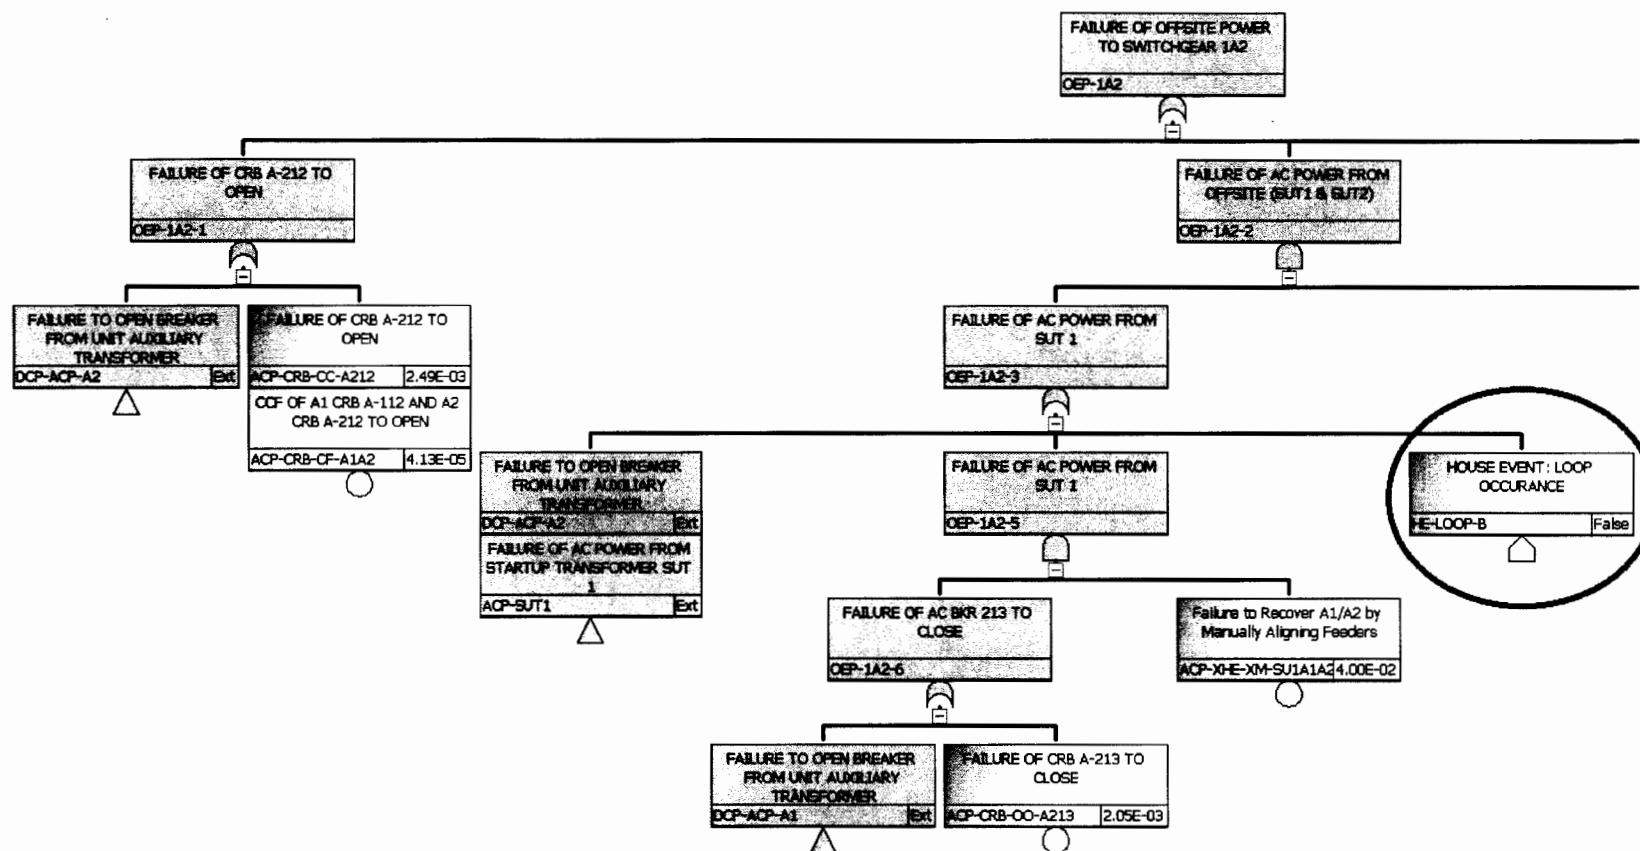 FAILURE OF OFFSITE POWER
TO SWITCHGEAR 1A2
OEP-1A2
FAILURE OF CRB A-212 TO
OPEN
OEP-1A2-1
FAILURE OF AC POWER FROM
OFFSITE (SUT1 & SUT2)
OEP-1A2-2
FAILURE TO OPEN BREAKER
FROM UNIT AUXILIARY
TRANSFORMER
DCP-ACP-A2 Ext
FAILURE OF CRB A-212 TO
OPEN
ACP-CRB-CC-A212 2.49E-03
CCF OF A1 CRB A-112 AND A2
CRB A-212 TO OPEN
ACP-CRB-CF-A1A2 4.13E-05
FAILURE OF AC POWER FROM
SUT 1
OEP-1A2-3
FAILURE TO OPEN BREAKER
FROM UNIT AUXILIARY
TRANSFORMER
DCP-ACP-A2 Ext
FAILURE OF AC POWER FROM
STARTUP TRANSFORMER SUT
1
ACP-SUT1 Ext
FAILURE OF AC POWER FROM
SUT 1
OEP-1A2-5
HOUSE EVENT: LOOP
OCCURANCE
HE-LOOP-B False
FAILURE OF AC BKR 213 TO
CLOSE
OEP-1A2-6
Failure to Recover A1/A2 by
Manually Aligning Feeders
ACP-XHE-XM-SU1A1A2 4.00E-02
FAILURE TO OPEN BREAKER
FROM UNIT AUXILIARY
TRANSFORMER
DCP-ACP-A1 Ext
FAILURE OF CRB A-213 TO
CLOSE
ACP-CRB-OO-A213 2.05E-03